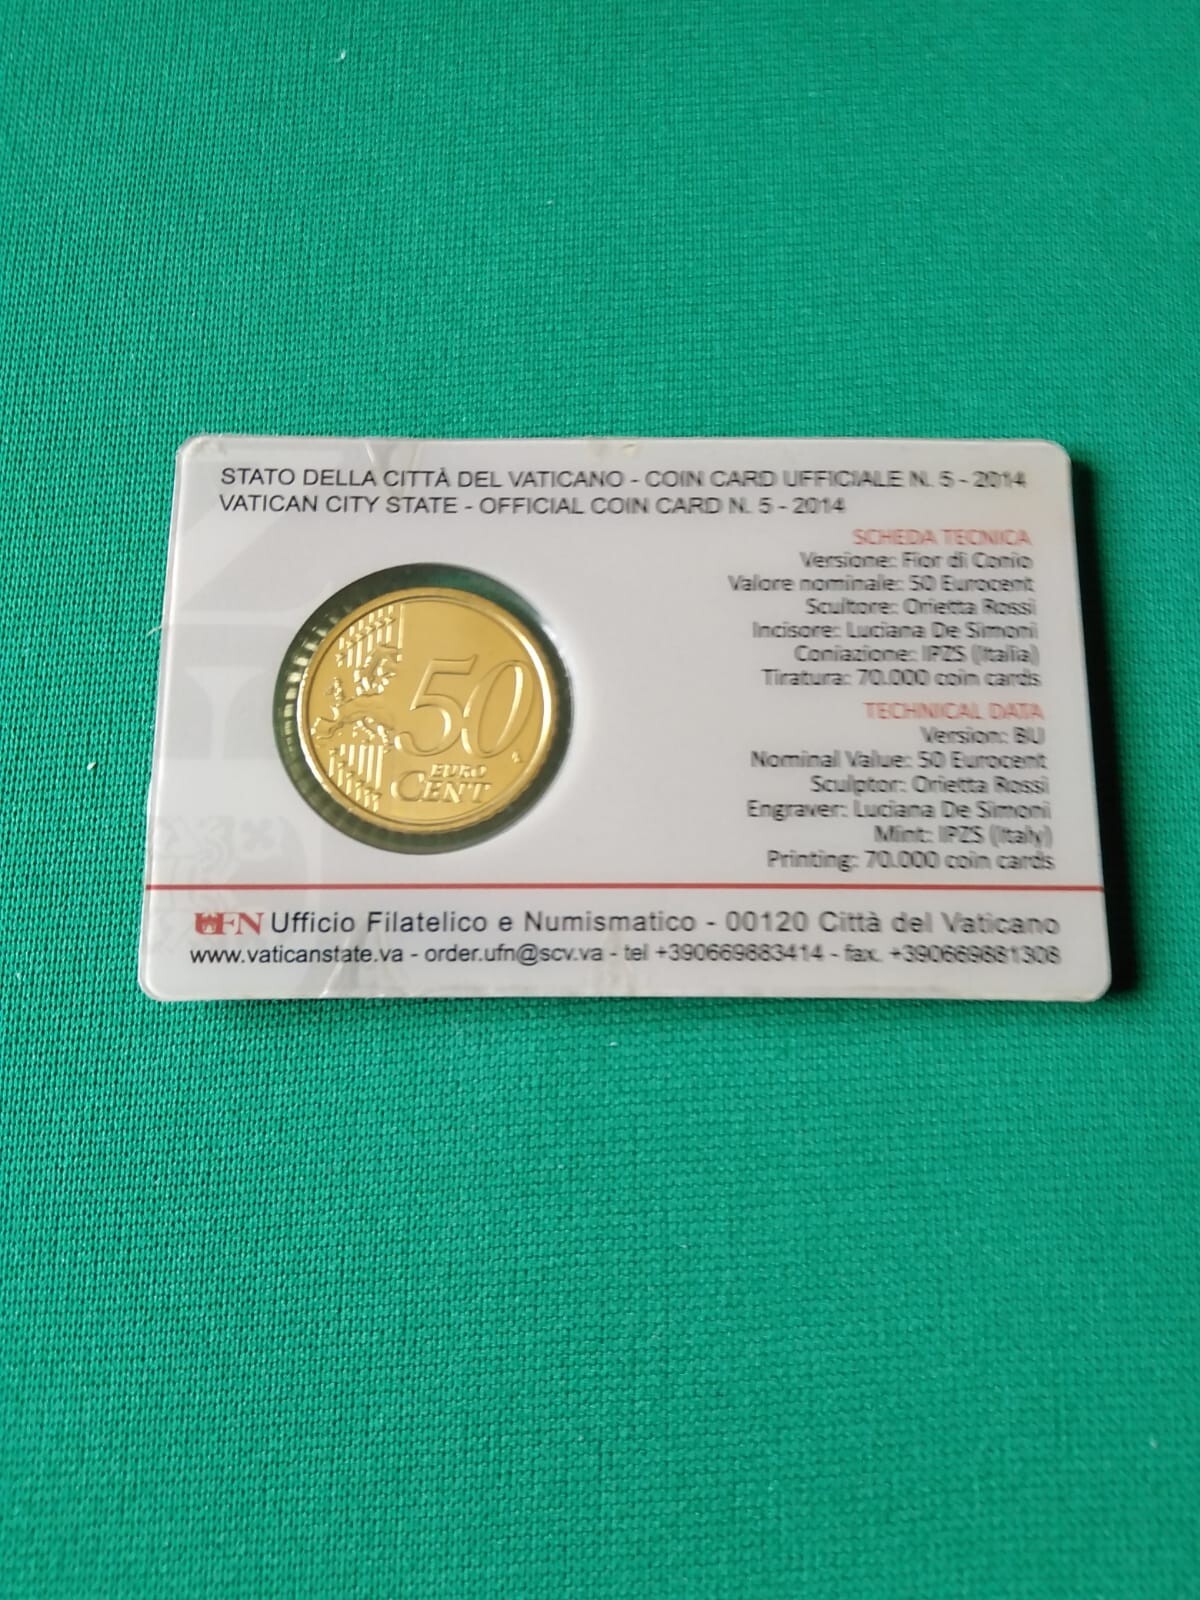 STATO DELLA CITTÀ DEL VATICANO - COIN CARD UFFICIALE N. 5 - 2014
VATICAN CITY STATE - OFFICIAL COIN CARD N. 5 - 2014
SCHEDA TECNICA
Versione: Fior di Conio
Valore nominale: 50 Eurocent
Scultore: Orietta Rossi
Incisore: Luciana De Simoni
Coniazione: IPZS (Italia)
Tiratura: 70.000 coin cards
TECHNICAL DATA
Version: BU
Nominal Value: 50 Eurocent
Sculptor: Orietta Rossi
Engraver: Luciana De Simoni
Mint: IPZS (Italy)
Printing: 70.000 coin cards
50
EURO
CENT
UFN Ufficio Filatelico e Numismatico - 00120 Città del Vaticano
www.vaticanstate.va - order.ufn@scv.va - tel +390669883414 - fax. +390669881308